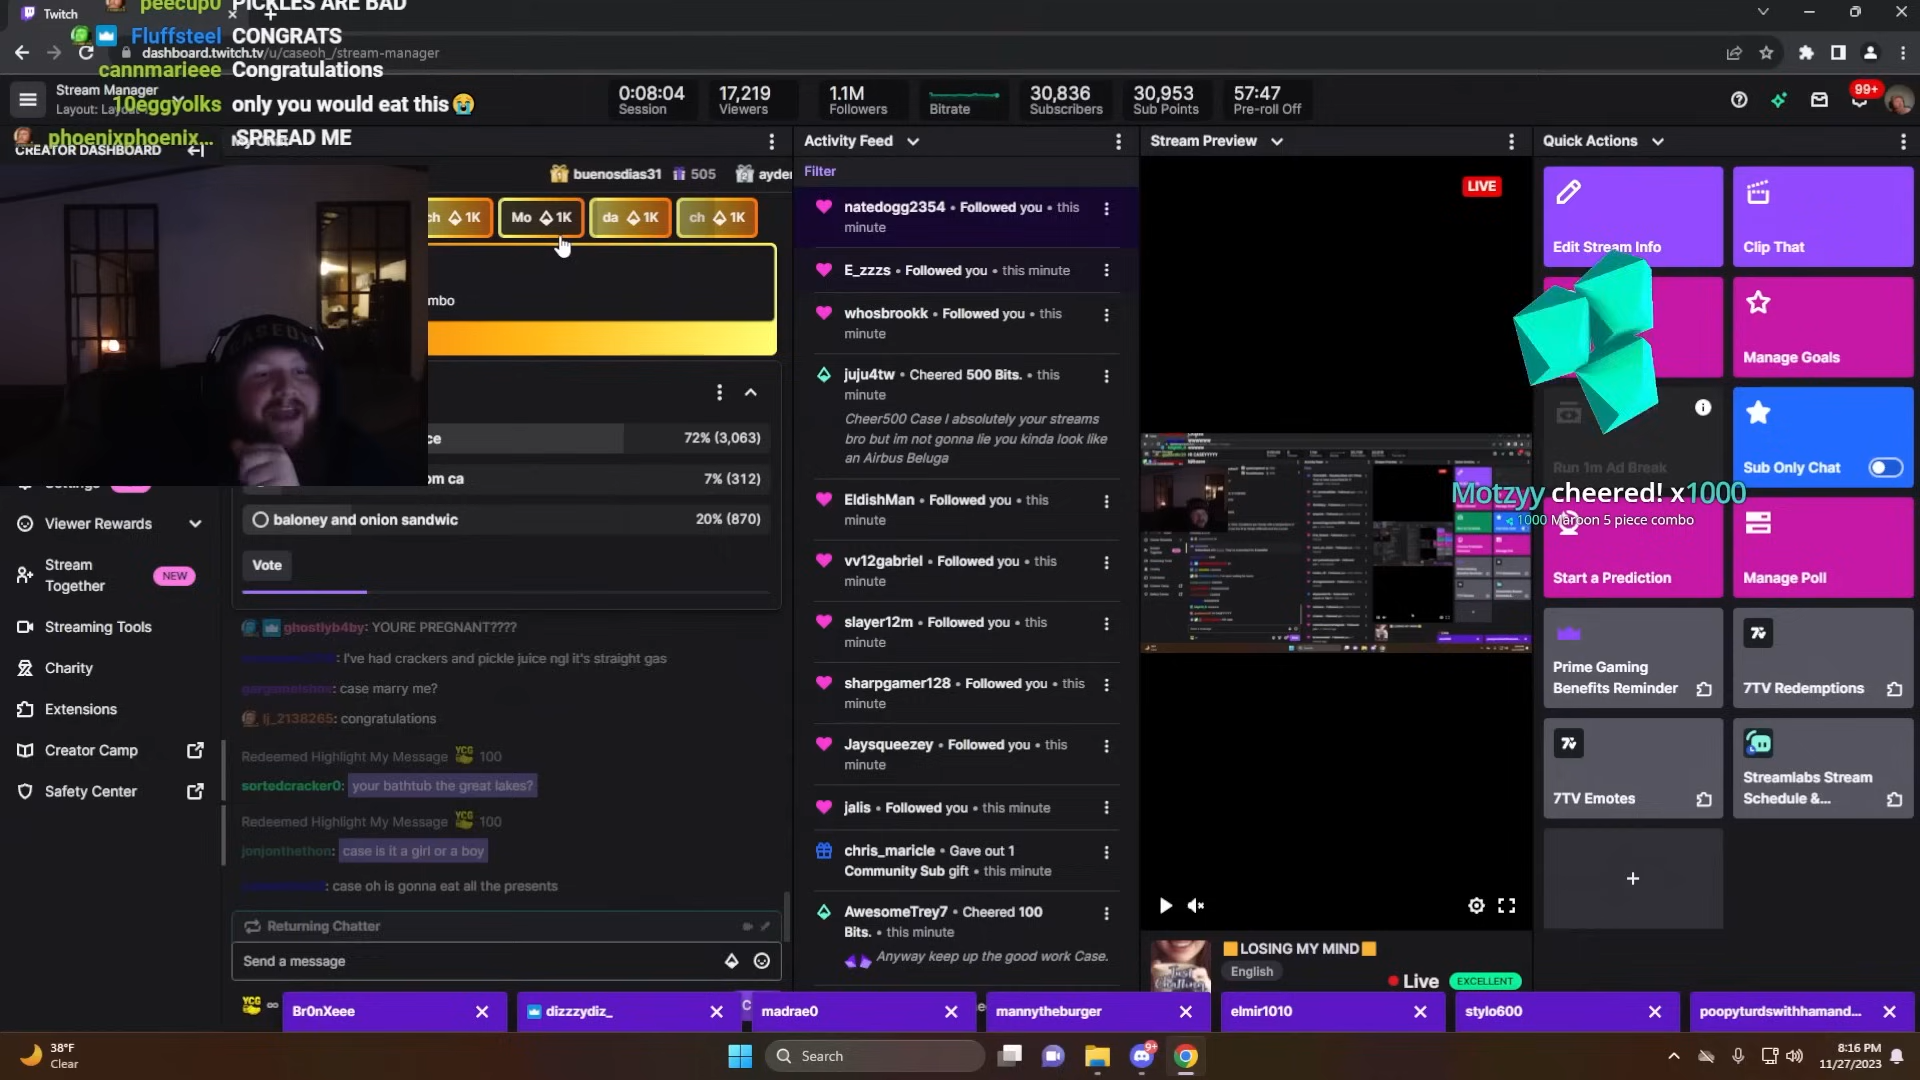 Twitch
peecup0 PICKLES ARE BAD
Fluffsteel CONGRATS
dashboard.twitch.tv/u/caseoh_/stream-manager
cannmarieee Congratulations
10eggyolks only you would eat this😭
phoenixphoenix... SPREAD ME
Stream Manager
0:08:04
Session
17,219
Viewers
1.1M
Followers
Bitrate
30,836
Subscribers
30,953
Sub Points
57:47
Pre-roll Off
99+
CREATOR DASHBOARD
buenosdias31 505
ch 1K
Mo 1K
da 1K
ch 1K
mbo
ce 72% (3,063)
om ca 7% (312)
baloney and onion sandwic 20% (870)
Vote
Viewer Rewards
Stream
Together
NEW
Streaming Tools
Charity
Extensions
Creator Camp
Safety Center
ghostlyb4by: YOURE PREGNANT????
: I've had crackers and pickle juice ngl it's straight gas
: case marry me?
lj_2138265: congratulations
Redeemed Highlight My Message 100
sortedcracker0: your bathtub the great lakes?
Redeemed Highlight My Message 100
jonjonthethon: case is it a girl or a boy
: case oh is gonna eat all the presents
Returning Chatter
Send a message
Activity Feed
Filter
natedogg2354 • Followed you • this
minute
E_zzzs • Followed you • this minute
whosbrookk • Followed you • this
minute
juju4tw • Cheered 500 Bits. • this
minute
Cheer500 Case I absolutely your streams
bro but im not gonna lie you kinda look like
an Airbus Beluga
EldishMan • Followed you • this
minute
vv12gabriel • Followed you • this
minute
slayer12m • Followed you • this
minute
sharpgamer128 • Followed you • this
minute
Jaysqueezey • Followed you • this
minute
jalis • Followed you • this minute
chris_maricle • Gave out 1
Community Sub gift • this minute
AwesomeTrey7 • Cheered 100
Bits. • this minute
Anyway keep up the good work Case.
Stream Preview
LIVE
🟧LOSING MY MIND🟧
English
Live
EXCELLENT
Quick Actions
Edit Stream Info
Clip That
Manage Goals
Run 1m Ad Break
Sub Only Chat
Motzyy cheered! x1000
1000 Maroon 5 piece combo
Start a Prediction
Manage Poll
Prime Gaming
Benefits Reminder
7TV Redemptions
7TV Emotes
Streamlabs Stream
Schedule &...
Br0nXeee
dizzzydiz_
madrae0
mannytheburger
elmir1010
stylo600
poopyturdswithhamand...
38°F
Clear
Search
9+
8:16 PM
11/27/2023